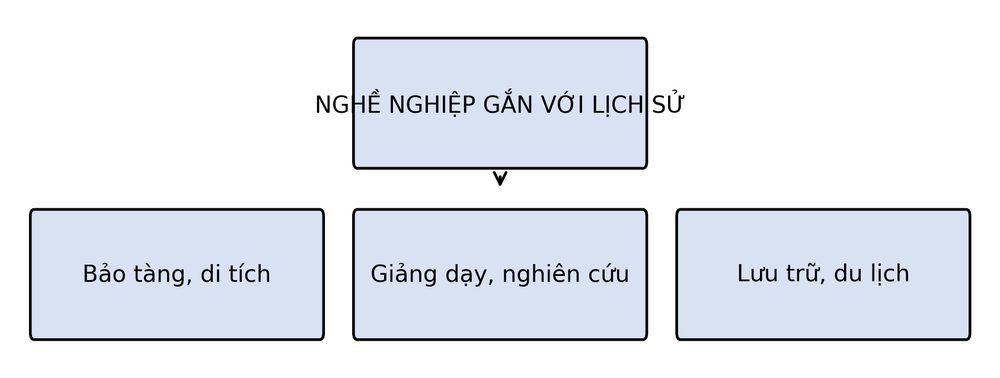 NGHỀ NGHIỆP GẮN VỚI LỊCH SỬ
Bảo tàng, di tích
Giảng dạy, nghiên cứu
Lưu trữ, du lịch